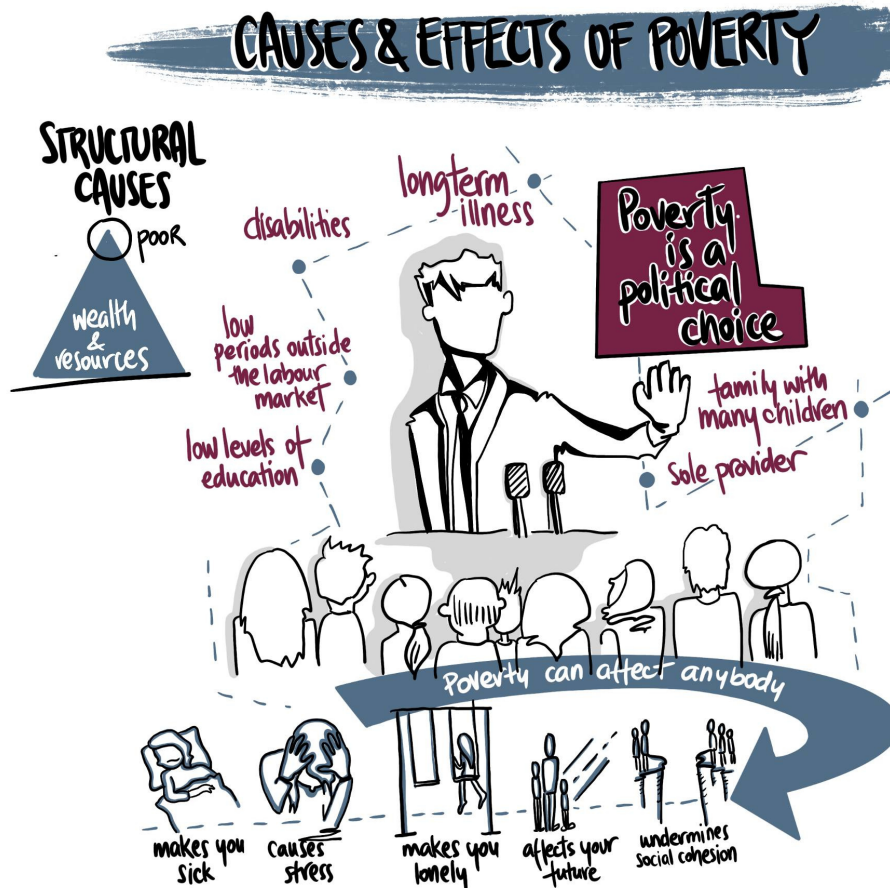 CAUSES & EFFECTS OF POVERTY
STRUCTURAL
CAUSES
POOR
wealth
&
resources
disabilities
longterm
illness
low
periods outside
the labour
market
low levels of
education
Poverty
is a
political
choice
family with
many children
Sole provider
Poverty can affect anybody
makes you
sick
causes
stress
makes you
lonely
affects your
future
undermines
social cohesion